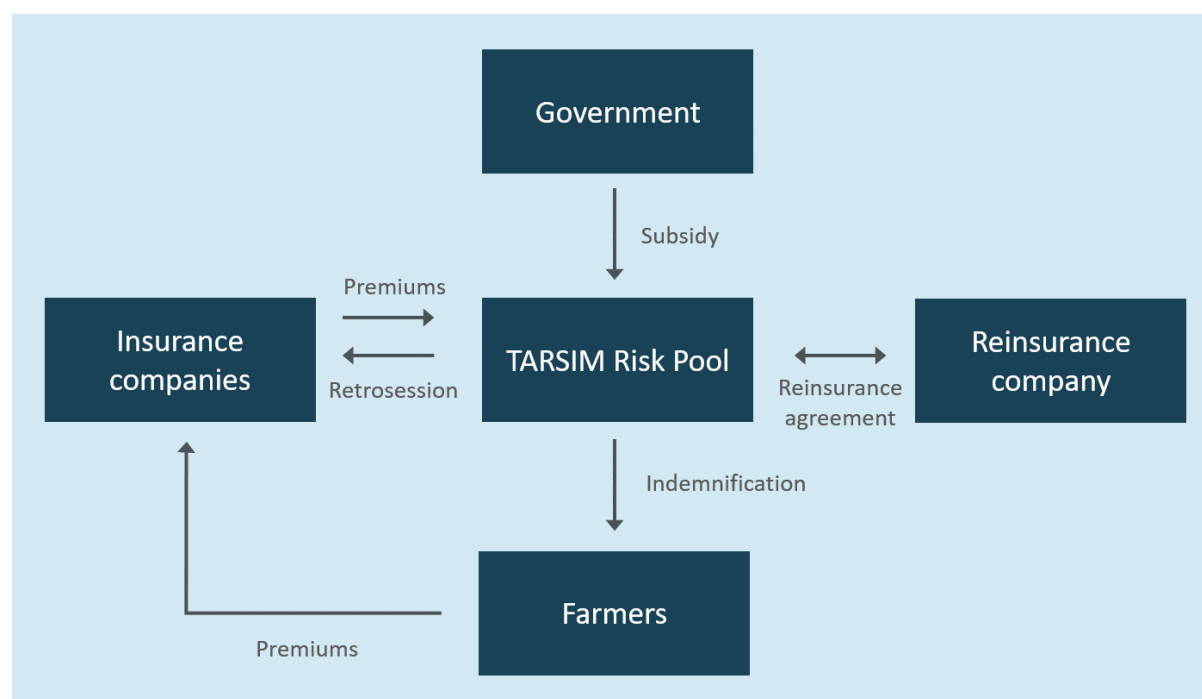 Government
Subsidy
Premiums
Insurance
companies
TARSIM Risk Pool
Reinsurance
company
Retrosession
Reinsurance
agreement
Indemnification
Farmers
Premiums